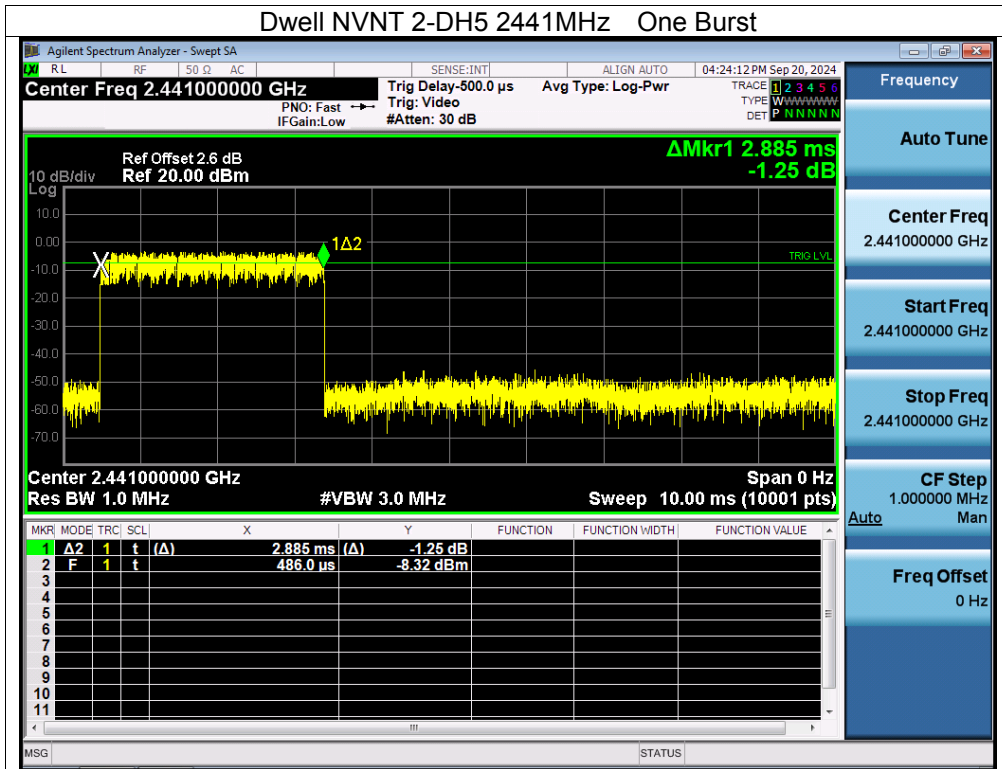 Dwell NVNT 2-DH5 2441MHz One Burst
Agilent Spectrum Analyzer - Swept SA
LXI RL RF 50 Ω AC SENSE:INT ALIGN AUTO 04:24:12 PM Sep 20, 2024
Center Freq 2.441000000 GHz
PNO: Fast
IFGain:Low
Trig Delay-500.0 µs
Trig: Video
#Atten: 30 dB
Avg Type: Log-Pwr
TRACE 1 2 3 4 5 6
TYPE WWWWWW
DET P N N N N N
Frequency
Auto Tune
Center Freq
2.441000000 GHz
Start Freq
2.441000000 GHz
Stop Freq
2.441000000 GHz
CF Step
1.000000 MHz
Auto Man
Freq Offset
0 Hz
ΔMkr1 2.885 ms
-1.25 dB
Ref Offset 2.6 dB
10 dB/div Ref 20.00 dBm
Log
10.0
0.00
-10.0
-20.0
-30.0
-40.0
-50.0
-60.0
-70.0
1Δ2
TRIG LVL
X
Center 2.441000000 GHz Span 0 Hz
Res BW 1.0 MHz #VBW 3.0 MHz Sweep 10.00 ms (10001 pts)
MKR MODE TRC SCL X Y FUNCTION FUNCTION WIDTH FUNCTION VALUE
1 Δ2 1 t (Δ) 2.885 ms (Δ) -1.25 dB
2 F 1 t 486.0 µs -8.32 dBm
3
4
5
6
7
8
9
10
11
MSG STATUS